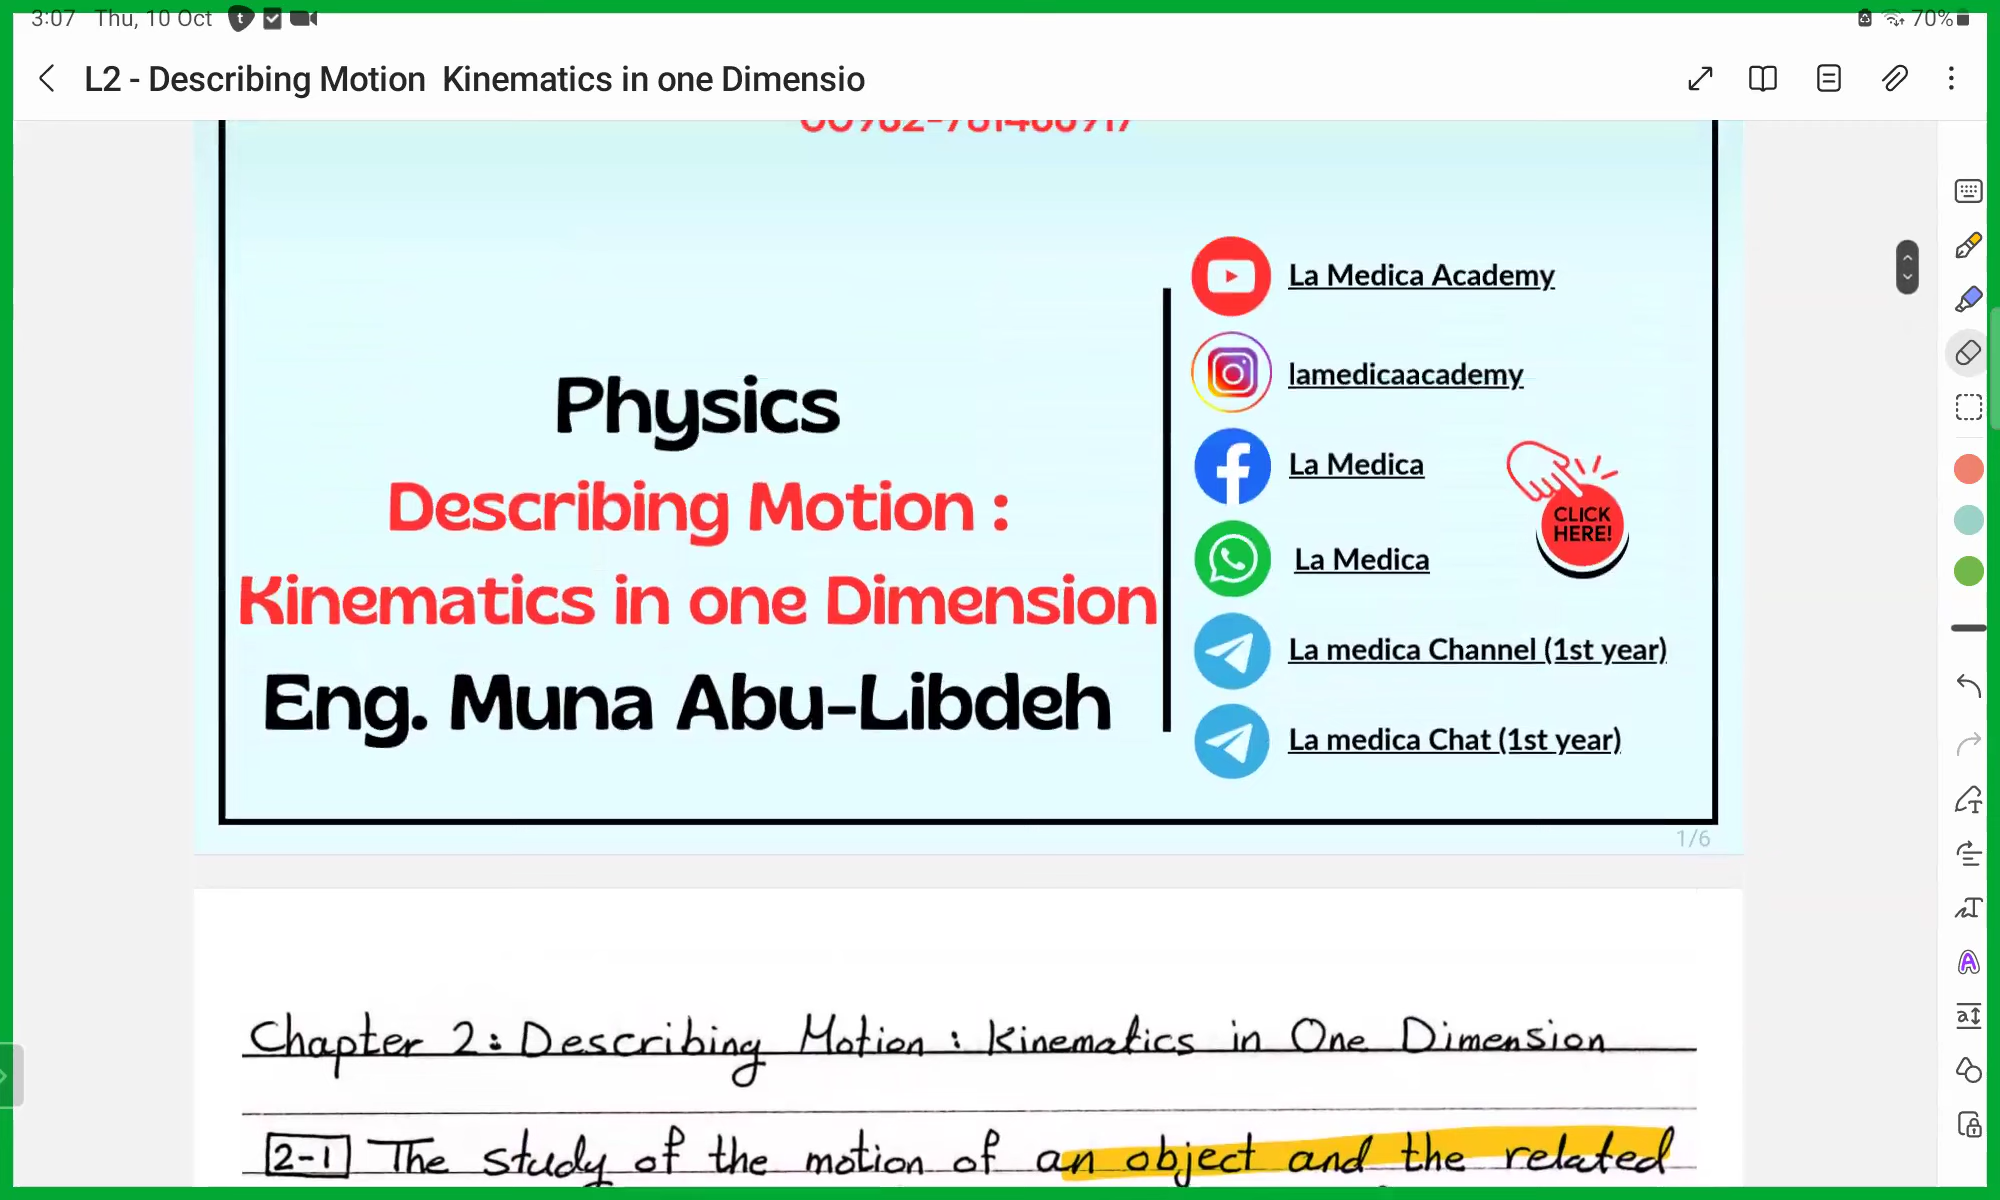 3:07 Thu, 10 Oct
70%
L2 - Describing Motion Kinematics in one Dimensio
Physics
Describing Motion :
Kinematics in one Dimension
Eng. Muna Abu-Libdeh
La Medica Academy
lamedicaacademy
La Medica
La Medica
La medica Channel (1st year)
La medica Chat (1st year)
CLICK
HERE!
1/6
Chapter 2: Describing Motion : Kinematics in One Dimension
2-1 The study of the motion of an object and the related